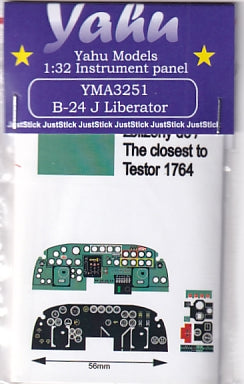 Yahu
Yahu Models
1:32 Instrument panel
YMA3251
B-24 J Liberator
JustStick JustStick JustStick JustStick JustStick JustStick
The closest to
Testor 1764
56mm